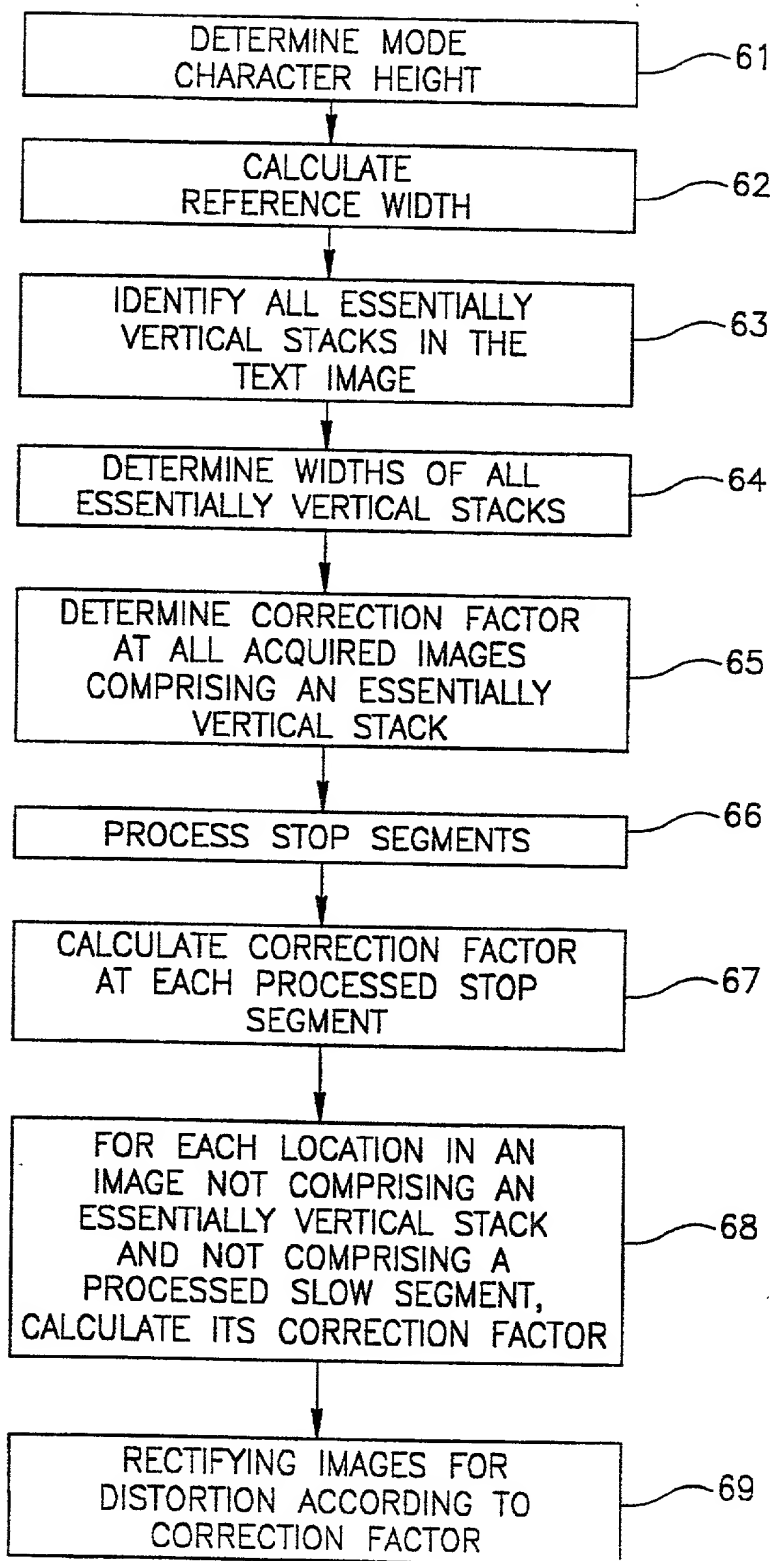 DETERMINE MODE
CHARACTER HEIGHT
61
CALCULATE
REFERENCE WIDTH
62
IDENTIFY ALL ESSENTIALLY
VERTICAL STACKS IN THE
TEXT IMAGE
63
DETERMINE WIDTHS OF ALL
ESSENTIALLY VERTICAL STACKS
64
DETERMINE CORRECTION FACTOR
AT ALL ACQUIRED IMAGES
COMPRISING AN ESSENTIALLY
VERTICAL STACK
65
PROCESS STOP SEGMENTS
66
CALCULATE CORRECTION FACTOR
AT EACH PROCESSED STOP
SEGMENT
67
FOR EACH LOCATION IN AN
IMAGE NOT COMPRISING AN
ESSENTIALLY VERTICAL STACK
AND NOT COMPRISING A
PROCESSED SLOW SEGMENT,
CALCULATE ITS CORRECTION FACTOR
68
RECTIFYING IMAGES FOR
DISTORTION ACCORDING TO
CORRECTION FACTOR
69